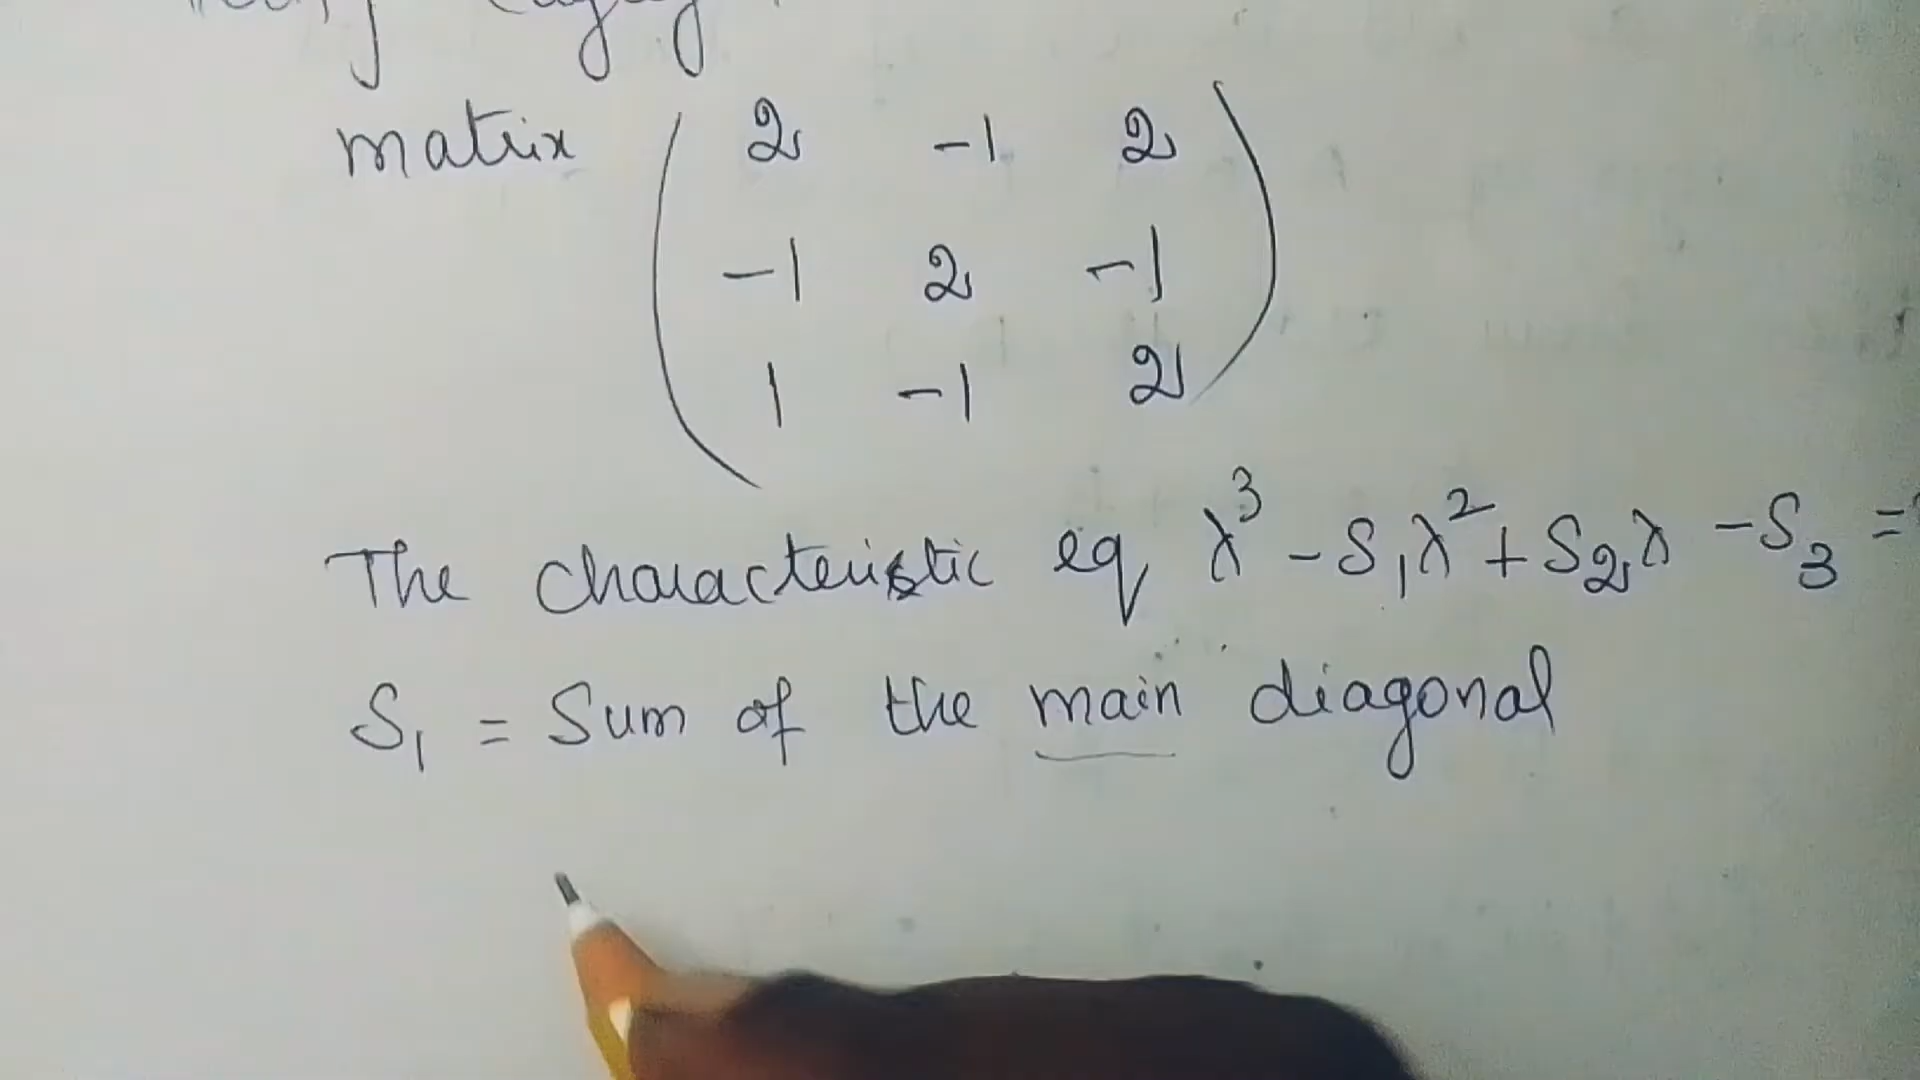 matrix ( 2 -1 2
-1 2 -1
1 -1 2 )
The characteristic eq λ³ - S₁λ² + S₂λ - S₃ =
S₁ = Sum of the main diagonal